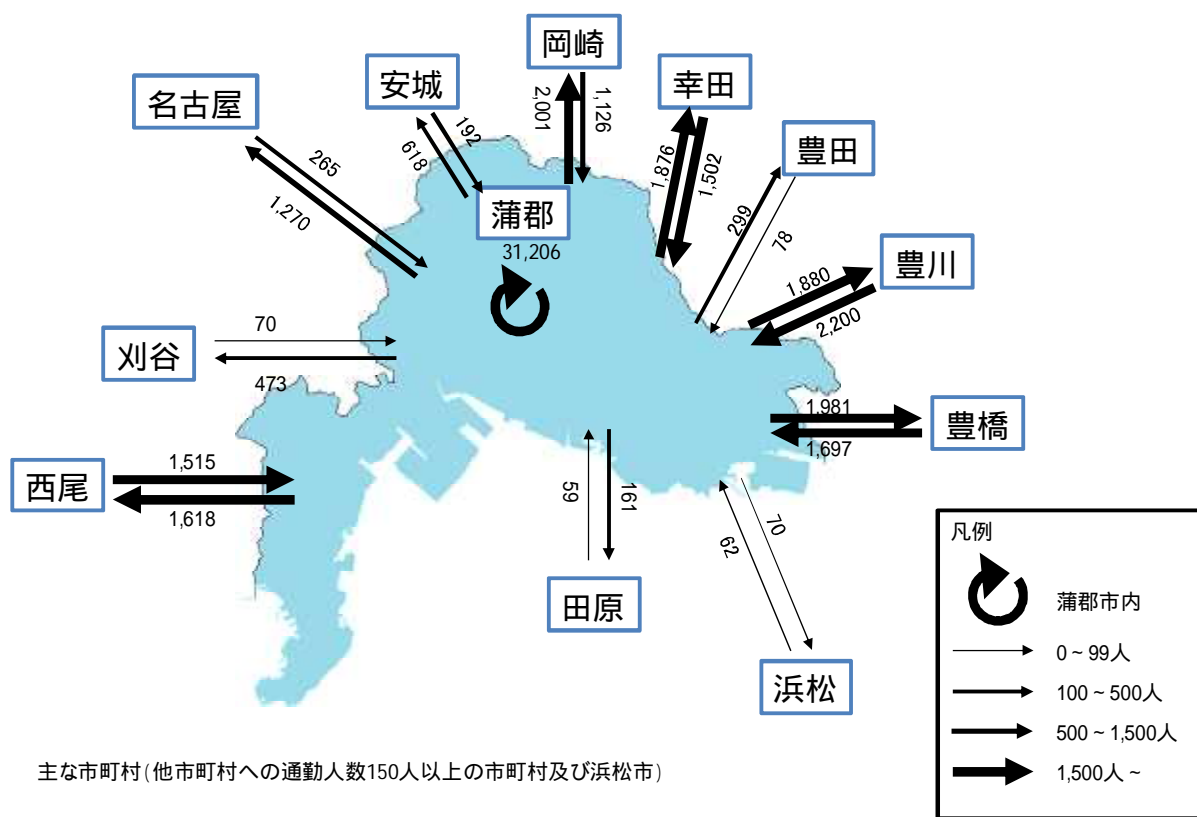 岡崎
安城
幸田
名古屋
2,001
1,126
192
618
豊田
265
1,876
1,502
1,270
蒲郡
299
31,206
78
豊川
1,880
2,200
70
刈谷
473
1,981
豊橋
1,697
1,515
西尾
1,618
59
161
70
62
凡例
田原
蒲郡市内
0~99人
浜松
100~500人
500~1,500人
主な市町村(他市町村への通勤人数150人以上の市町村及び浜松市)
1,500人~